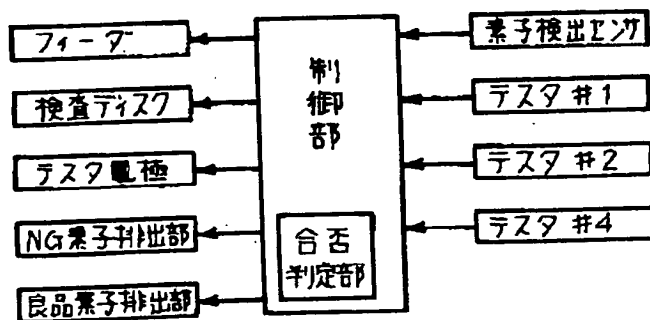 フィーダ
検査ディスク
テスタ電極
NG素子排出部
良品素子排出部
制御部
合否
判定部
素子検出センサ
テスタ #1
テスタ #2
テスタ #4